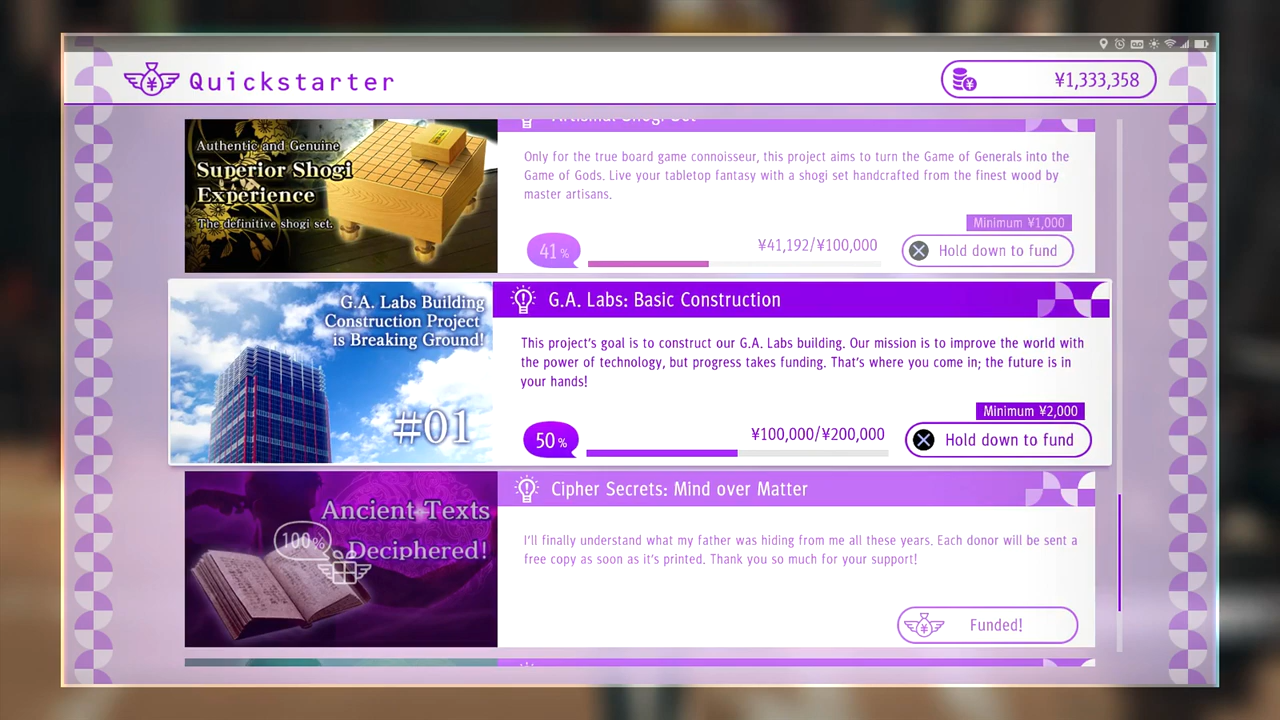 Quickstarter
¥1,333,358
Artisanal Shogi Set
Authentic and Genuine
Superior Shogi
Experience
The definitive shogi set.
Only for the true board game connoisseur, this project aims to turn the Game of Generals into the
Game of Gods. Live your tabletop fantasy with a shogi set handcrafted from the finest wood by
master artisans.
Minimum ¥1,000
41%
¥41,192/¥100,000
Hold down to fund
G.A. Labs Building
Construction Project
is Breaking Ground!
#01
G.A. Labs: Basic Construction
This project's goal is to construct our G.A. Labs building. Our mission is to improve the world with
the power of technology, but progress takes funding. That's where you come in; the future is in
your hands!
Minimum ¥2,000
50%
¥100,000/¥200,000
Hold down to fund
Ancient Texts
Deciphered!
100%
Cipher Secrets: Mind over Matter
I'll finally understand what my father was hiding from me all these years. Each donor will be sent a
free copy as soon as it's printed. Thank you so much for your support!
Funded!